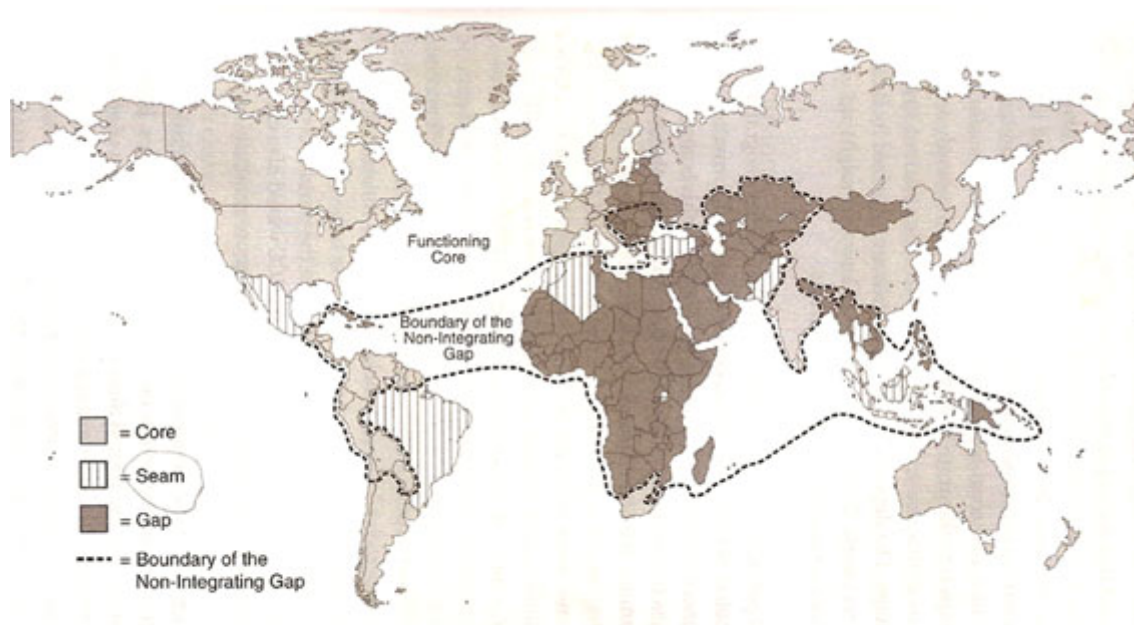 Functioning
Core
Boundary of the
Non-Integrating
Gap
= Core
= Seam
= Gap
= Boundary of the
Non-Integrating Gap